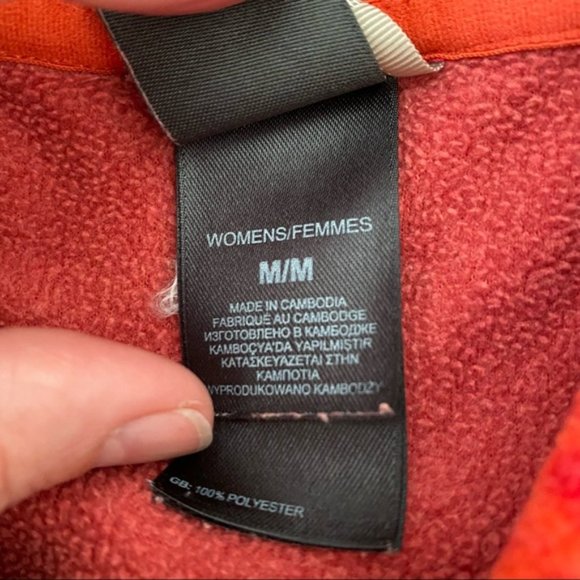 WOMENS/FEMMES
M/M
MADE IN CAMBODIA
FABRIQUÉ AU CAMBODGE
ИЗГОТОВЛЕНО В КАМБОДЖЕ
KAMBOÇYA'DA YAPILMIŞTIR
ΚΑΤΑΣΚΕΥΑΖΕΤΑΙ ΣΤΗΝ
ΚΑΜΠΟΤΙΑ
WYPRODUKOWANO KAMBODŻY
GB: 100% POLYESTER